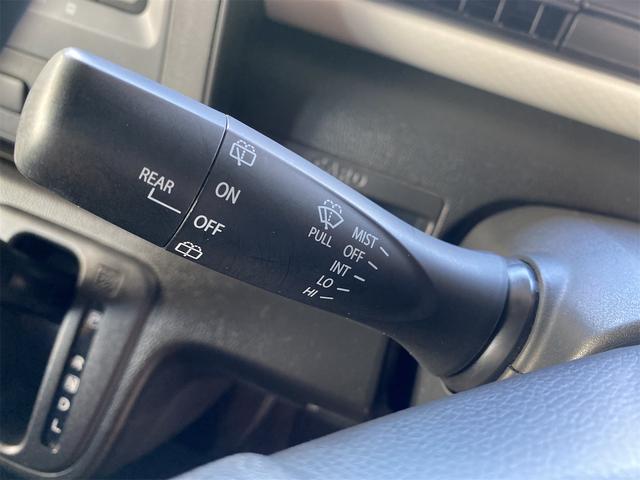 REAR
ON
OFF
PULL
MIST
OFF
INT
LO
HI